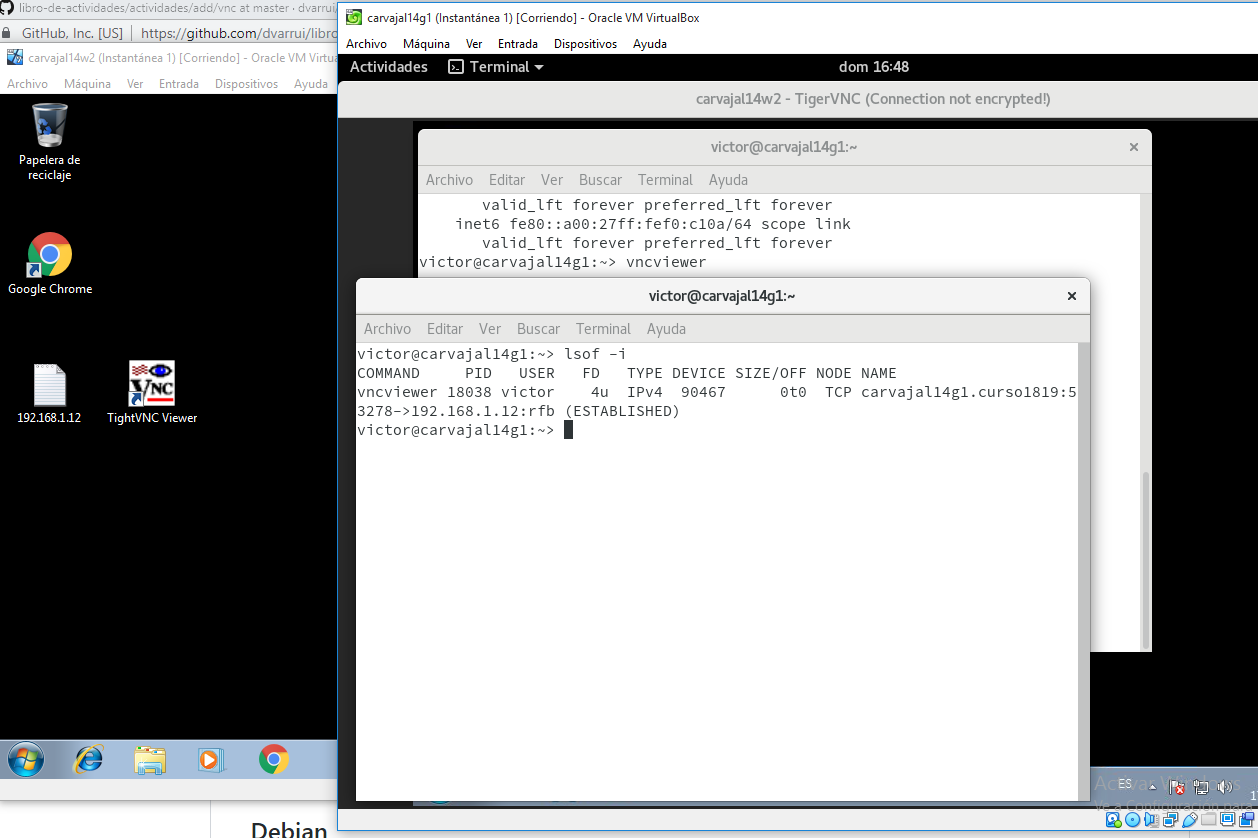 libro-de-actividades/actividades/add/vnc at master · dvarrui/
GitHub, Inc. [US] | https://github.com/dvarrui/libro
carvajal14w2 (Instantánea 1) [Corriendo] - Oracle VM Virtua
Archivo Máquina Ver Entrada Dispositivos Ayuda
Papelera de
reciclaje
Google Chrome
192.168.1.12
VNC
TightVNC Viewer
Debian
carvajal14g1 (Instantánea 1) [Corriendo] - Oracle VM VirtualBox
Archivo Máquina Ver Entrada Dispositivos Ayuda
Actividades Terminal dom 16:48
carvajal14w2 - TigerVNC (Connection not encrypted!)
victor@carvajal14g1:~ ×
Archivo Editar Ver Buscar Terminal Ayuda
valid_lft forever preferred_lft forever
inet6 fe80::a00:27ff:fef0:c10a/64 scope link
valid_lft forever preferred_lft forever
victor@carvajal14g1:~> vncviewer
victor@carvajal14g1:~ ×
Archivo Editar Ver Buscar Terminal Ayuda
victor@carvajal14g1:~> lsof -i
COMMAND PID USER FD TYPE DEVICE SIZE/OFF NODE NAME
vncviewer 18038 victor 4u IPv4 90467 0t0 TCP carvajal14g1.curso1819:5
3278->192.168.1.12:rfb (ESTABLISHED)
victor@carvajal14g1:~>
Activar Windows
Ve a Configuración para
ES